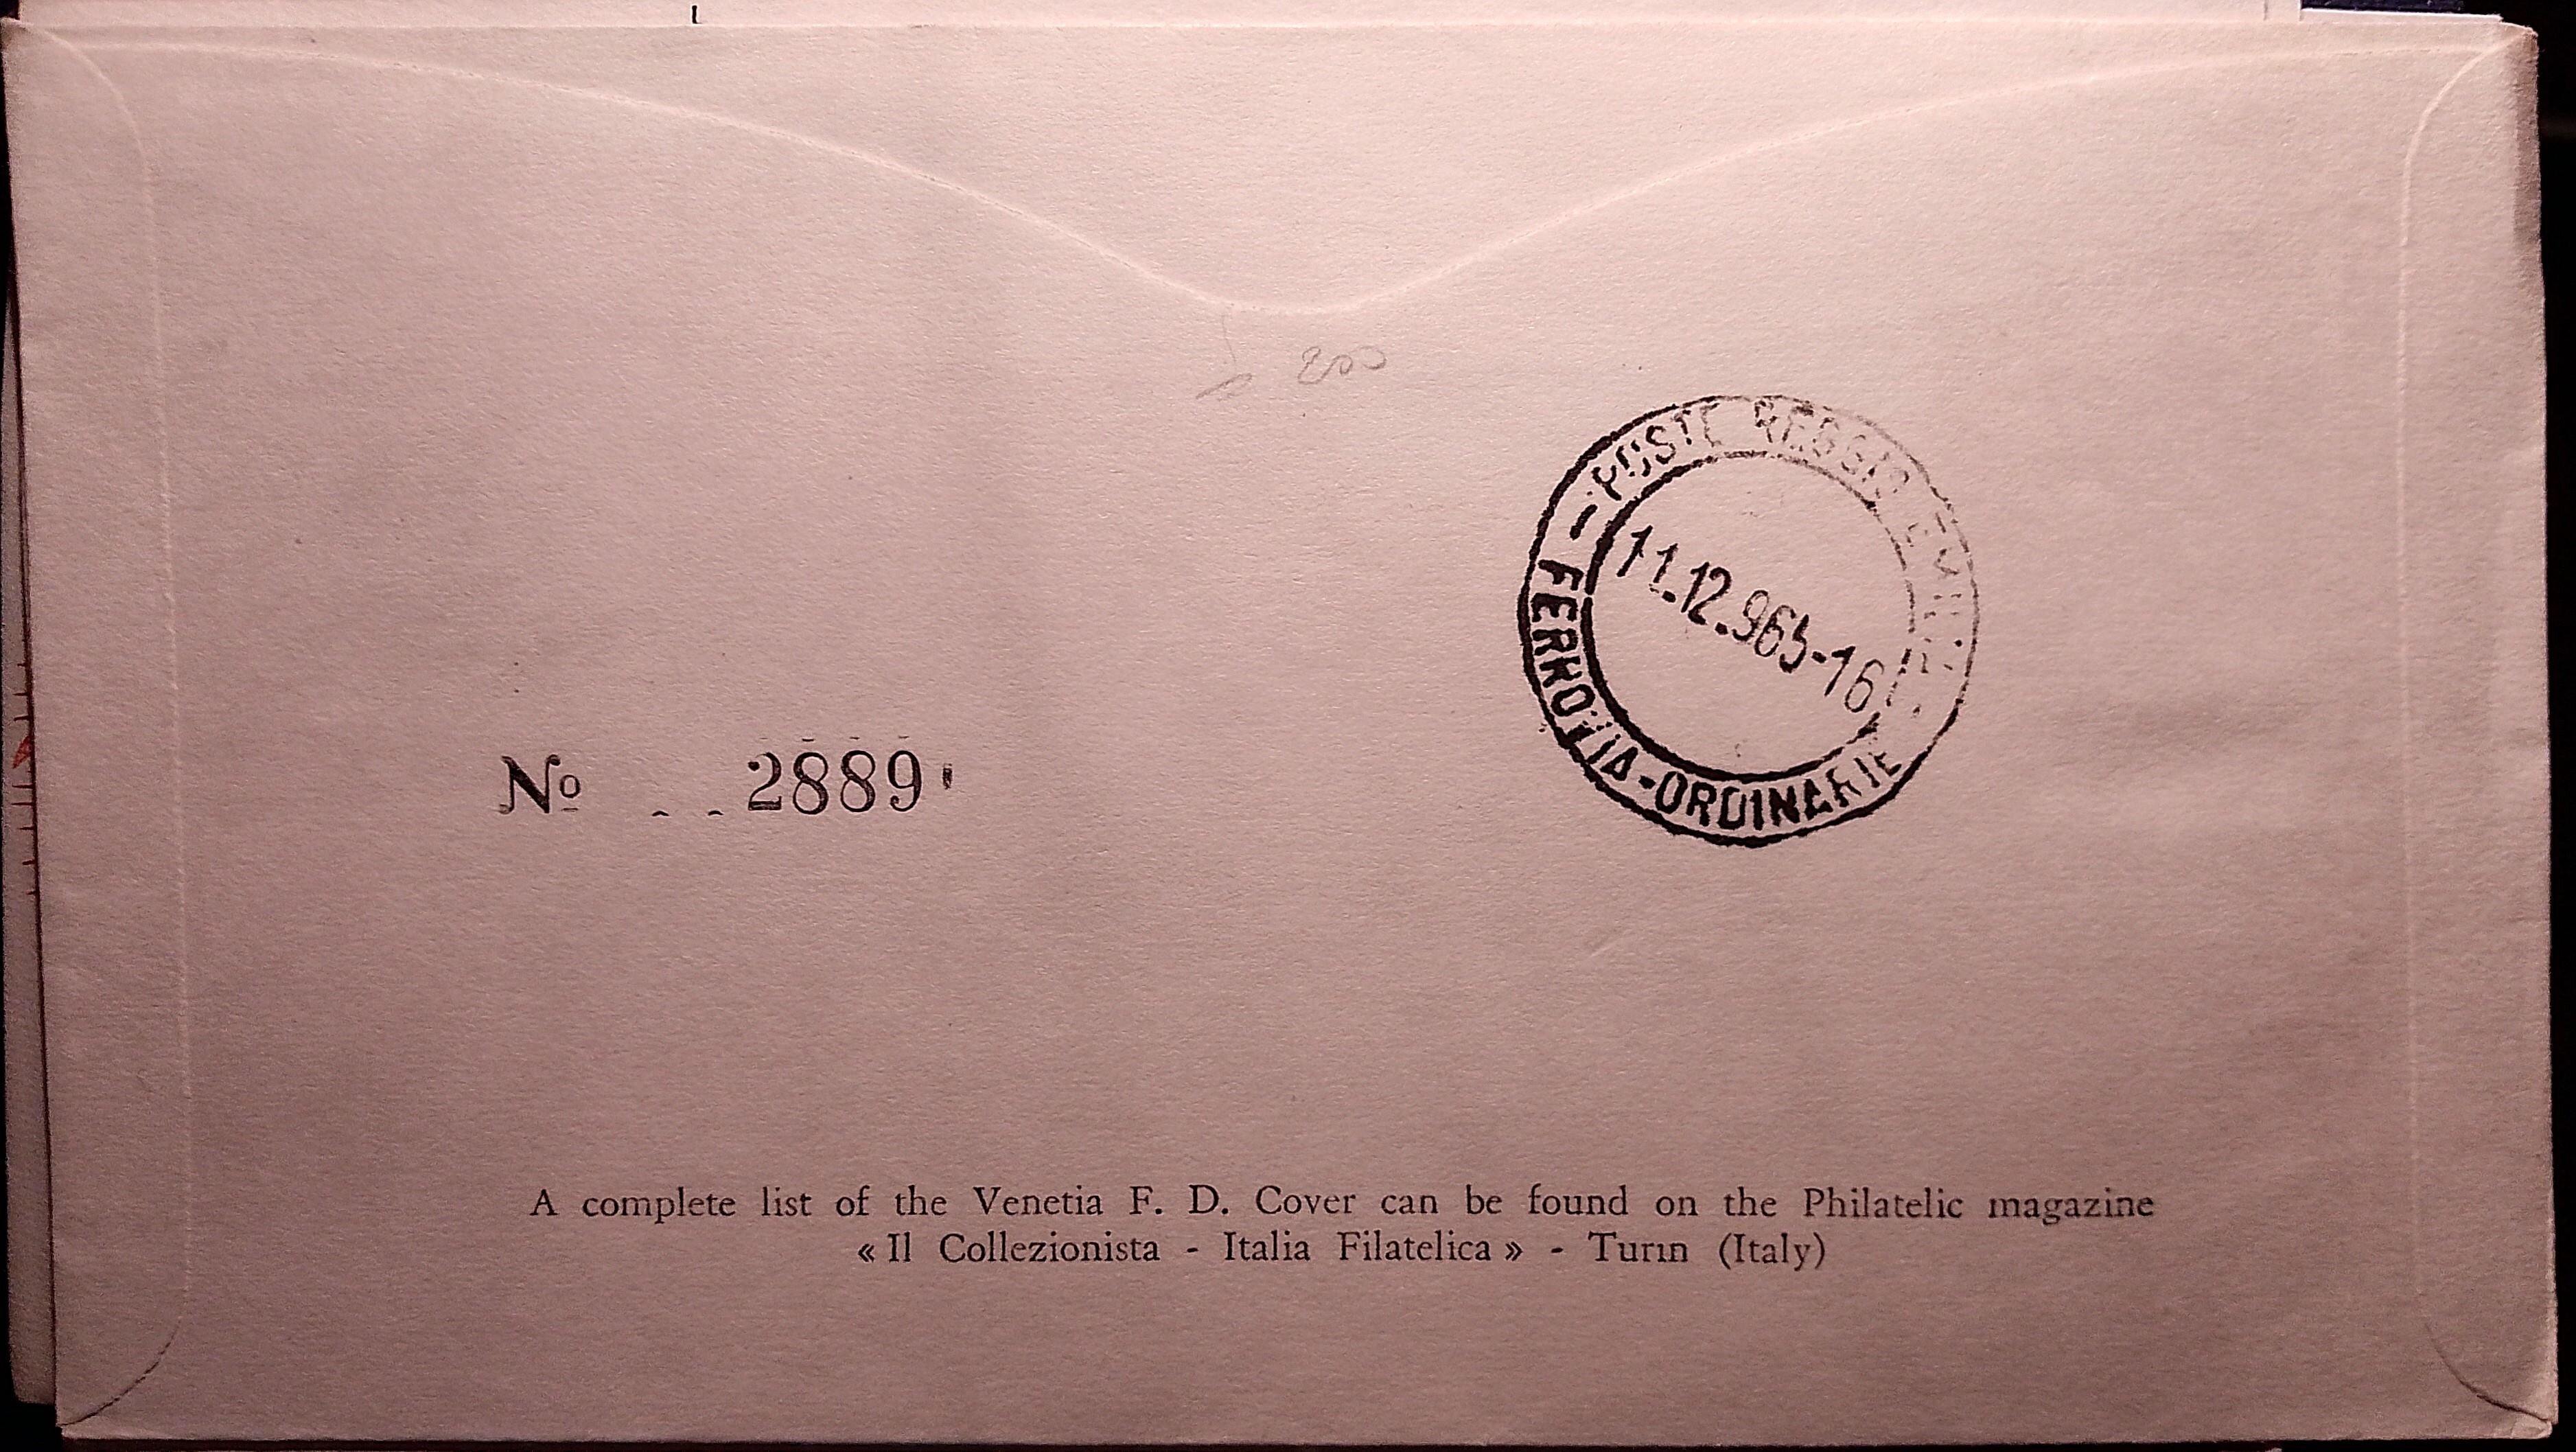 200
POSTE REGGIO EMILIA
11.12.965-16
FERROVIA-ORDINARIE
No 2889
A complete list of the Venetia F. D. Cover can be found on the Philatelic magazine
« Il Collezionista - Italia Filatelica » - Turin (Italy)